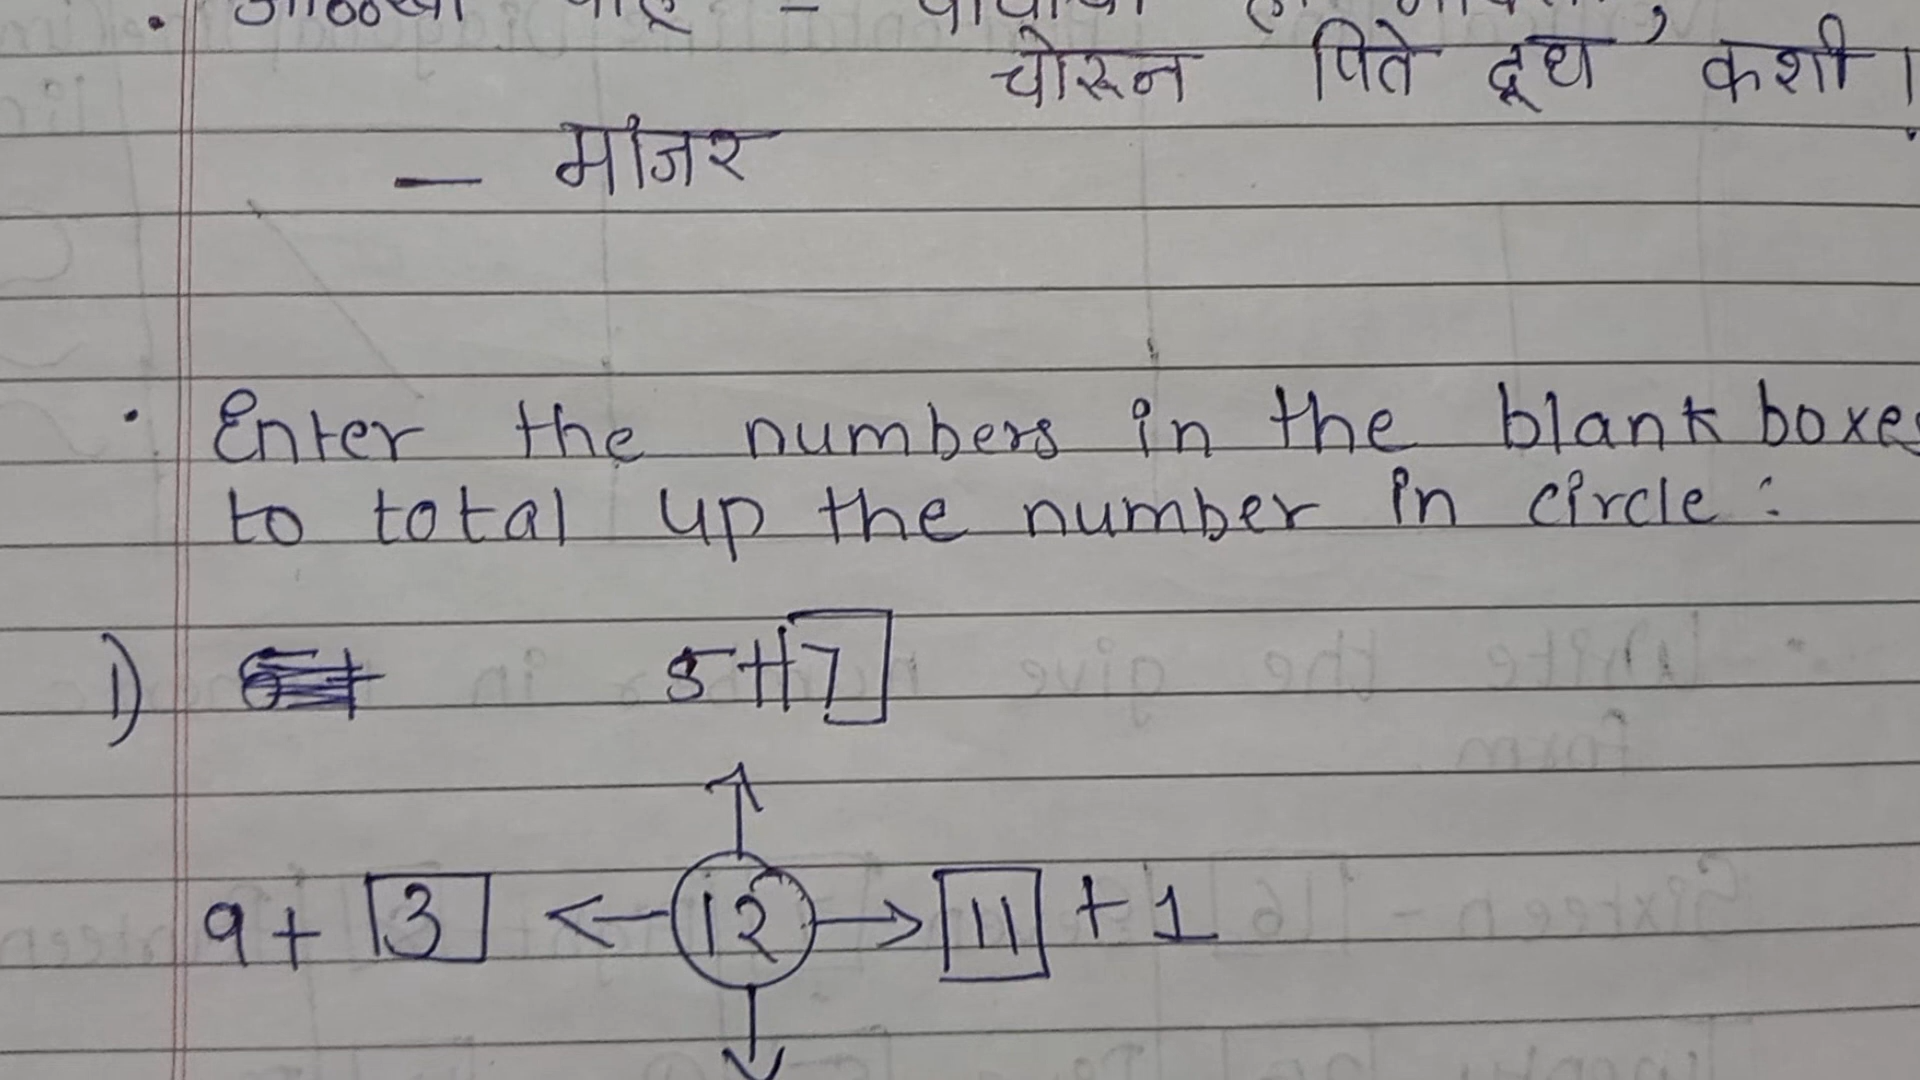 चोरून पिते दूध, कशी।
— मांजर
• Enter the numbers in the blank boxes
to total up the number in circle :
1) 5+ 7
9+ 3 ← 12 → 11 + 1